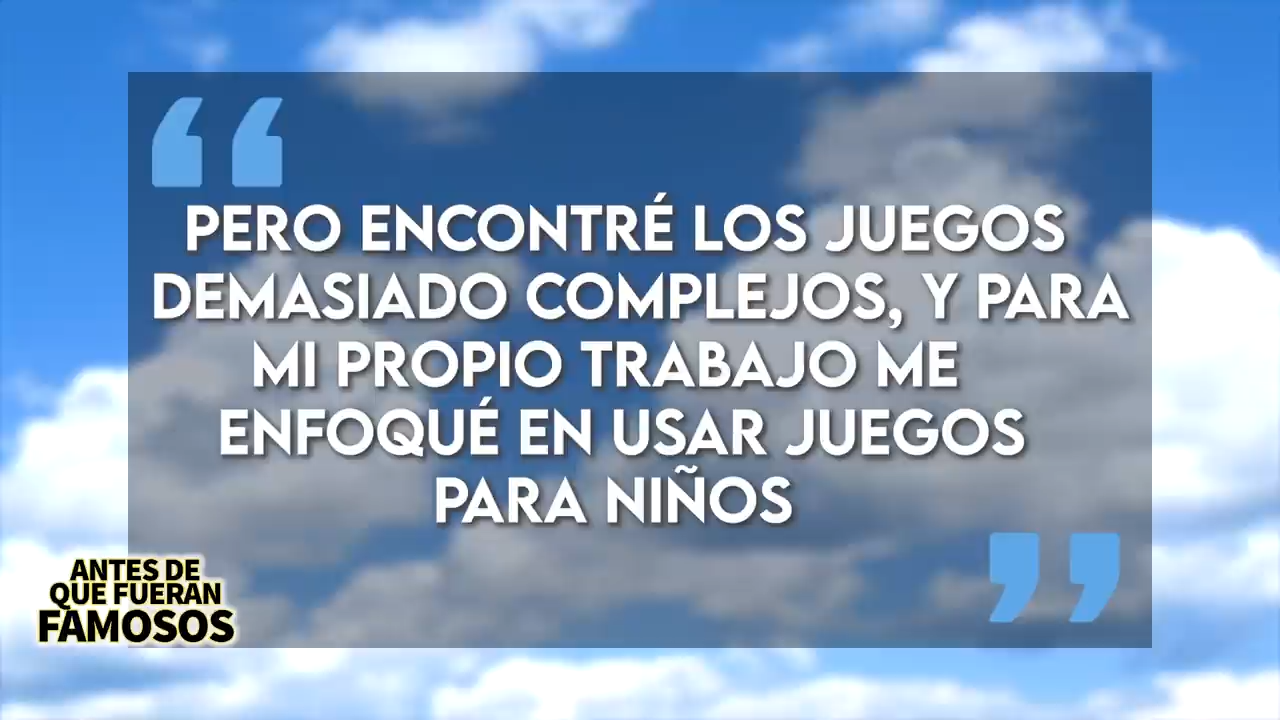 “
PERO ENCONTRÉ LOS JUEGOS
DEMASIADO COMPLEJOS, Y PARA
MI PROPIO TRABAJO ME
ENFOQUÉ EN USAR JUEGOS
PARA NIÑOS
”
ANTES DE
QUE FUERAN
FAMOSOS